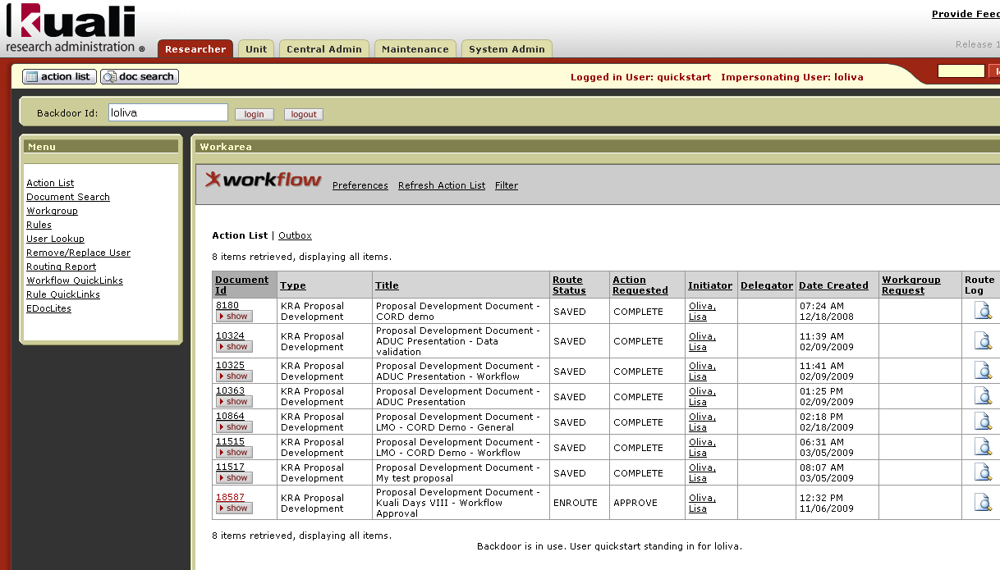 Kuali
research administration ®
Provide Feed
Release 1
Researcher
Unit
Central Admin
Maintenance
System Admin
action list
doc search
Logged in User: quickstart Impersonating User: loliva
Backdoor Id:
loliva
login
logout
Menu
Action List
Document Search
Workgroup
Rules
User Lookup
Remove/Replace User
Routing Report
Workflow QuickLinks
Rule QuickLinks
EDocLites
Workarea
workflow
Preferences
Refresh Action List
Filter
Action List | Outbox
8 items retrieved, displaying all items.
Document
Id
Type
Title
Route
Status
Action
Requested
Initiator
Delegator
Date Created
Workgroup
Request
Route
Log
8180
show
KRA Proposal
Development
Proposal Development Document -
CORD demo
SAVED
COMPLETE
Oliva,
Lisa
07:24 AM
12/18/2008
10324
show
KRA Proposal
Development
Proposal Development Document -
ADUC Presentation - Data
validation
SAVED
COMPLETE
Oliva,
Lisa
11:39 AM
02/09/2009
10325
show
KRA Proposal
Development
Proposal Development Document -
ADUC Presentation - Workflow
SAVED
COMPLETE
Oliva,
Lisa
11:41 AM
02/09/2009
10363
show
KRA Proposal
Development
Proposal Development Document -
ADUC Presentation
SAVED
COMPLETE
Oliva,
Lisa
01:25 PM
02/09/2009
10864
show
KRA Proposal
Development
Proposal Development Document -
LMO - CORD Demo - General
SAVED
COMPLETE
Oliva,
Lisa
02:18 PM
02/18/2009
11515
show
KRA Proposal
Development
Proposal Development Document -
LMO - CORD Demo - Workflow
SAVED
COMPLETE
Oliva,
Lisa
06:31 AM
03/05/2009
11517
show
KRA Proposal
Development
Proposal Development Document -
My test proposal
SAVED
COMPLETE
Oliva,
Lisa
08:07 AM
03/05/2009
18587
show
KRA Proposal
Development
Proposal Development Document -
Kuali Days VIII - Workflow
Approval
ENROUTE
APPROVE
Oliva,
Lisa
12:32 PM
11/06/2009
8 items retrieved, displaying all items.
Backdoor is in use. User quickstart standing in for loliva.